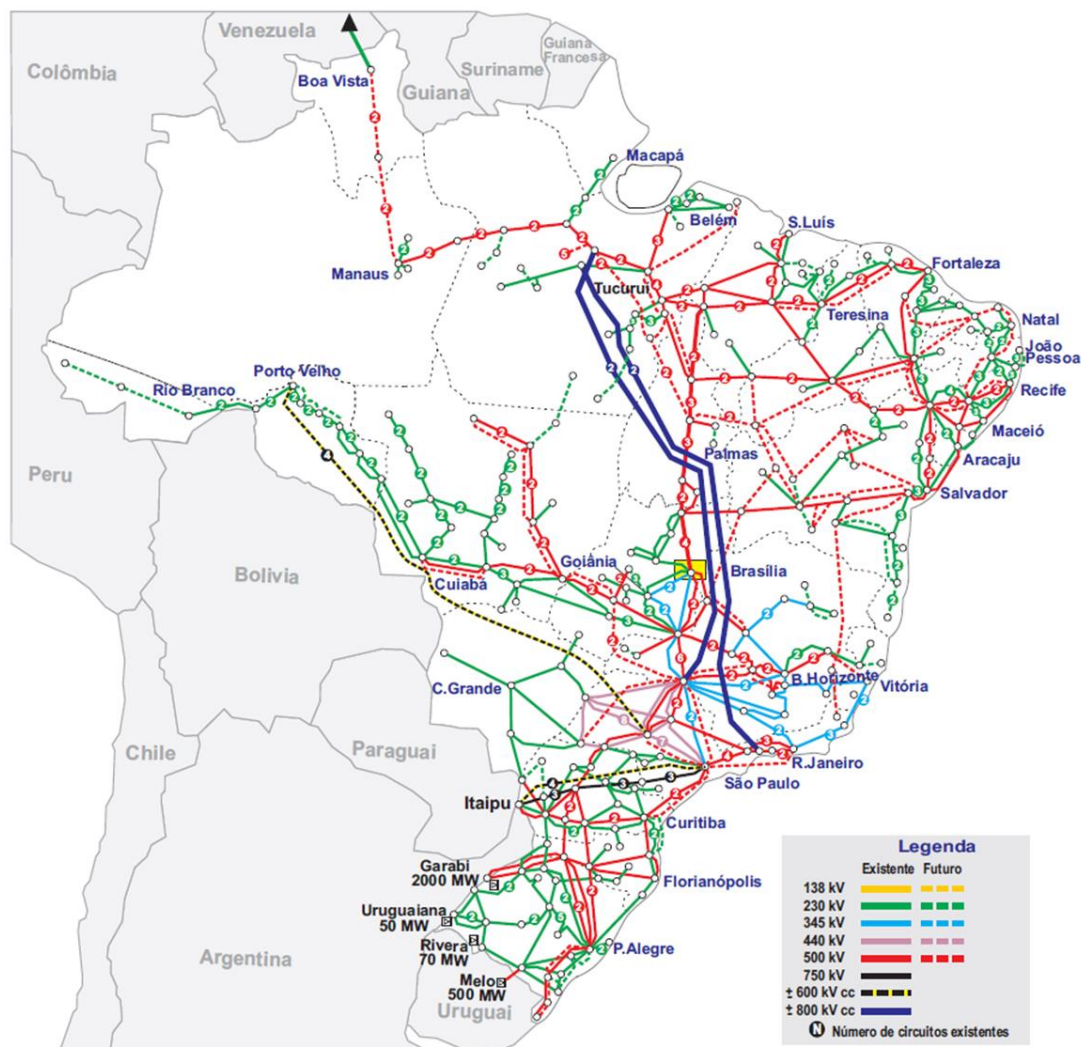 Venezuela
Guiana
Francesa
Colômbia
Suriname
Boa Vista
Guiana
Macapá
Belém
S.Luís
Manaus
Fortaleza
Tucurui
Teresina
Natal
João
Pessoa
Porto Velho
Rio Branco
Recife
Maceió
Palmas
Aracaju
Peru
Salvador
Goiânia
Brasília
Bolivia
Cuiabá
B.Horizonte
Vitória
C.Grande
Chile
Paraguai
R.Janeiro
São Paulo
Itaipu
Curitiba
Garabi
2000 MW
Florianópolis
Uruguaiana
50 MW
Rivera
70 MW
P.Alegre
Argentina
Melo
500 MW
Uruguai
Legenda
Existente Futuro
138 kV
230 kV
345 kV
440 kV
500 kV
750 kV
± 600 kV cc
± 800 kV cc
N Número de circuitos existentes